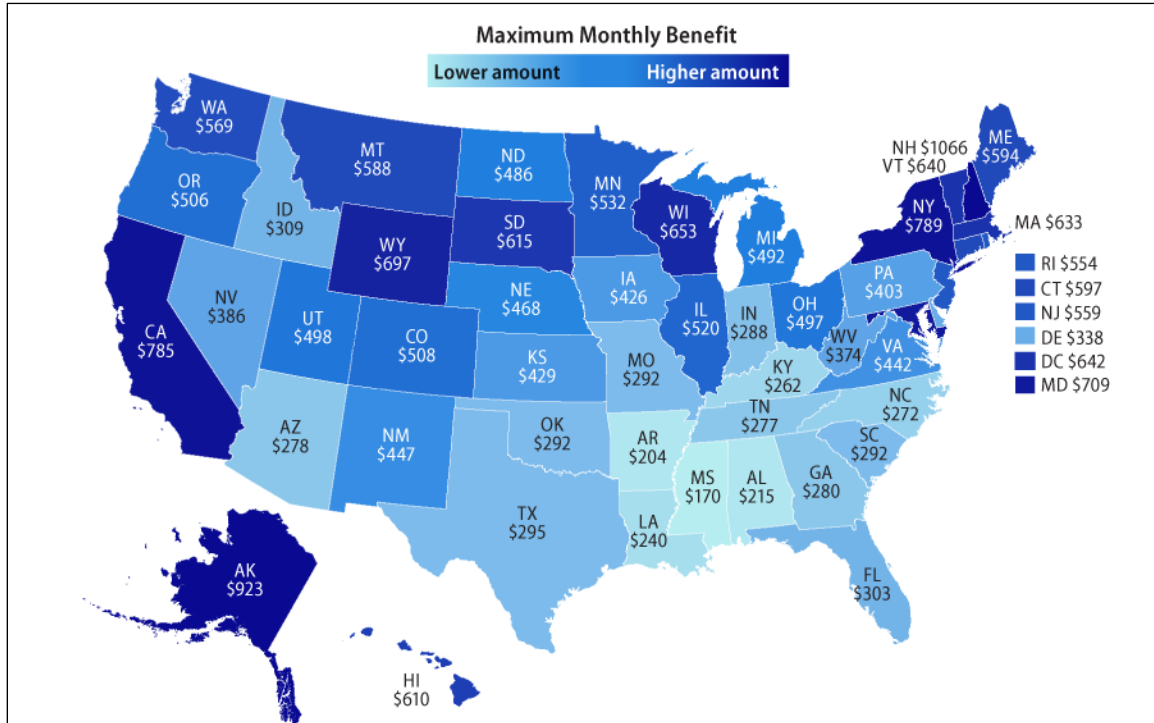 Maximum Monthly Benefit
Lower amount Higher amount
WA
$569
MT
$588
ND
$486
MN
$532
NH $1066
VT $640
ME
$594
OR
$506
ID
$309
SD
$615
WI
$653
NY
$789
MA $633
WY
$697
MI
$492
RI $554
CT $597
NJ $559
DE $338
DC $642
MD $709
NV
$386
NE
$468
IA
$426
PA
$403
CA
$785
UT
$498
CO
$508
IL
$520
IN
$288
OH
$497
WV
$374
VA
$442
KS
$429
MO
$292
KY
$262
NC
$272
TN
$277
AZ
$278
NM
$447
OK
$292
AR
$204
SC
$292
MS
$170
AL
$215
GA
$280
TX
$295
LA
$240
AK
$923
FL
$303
HI
$610